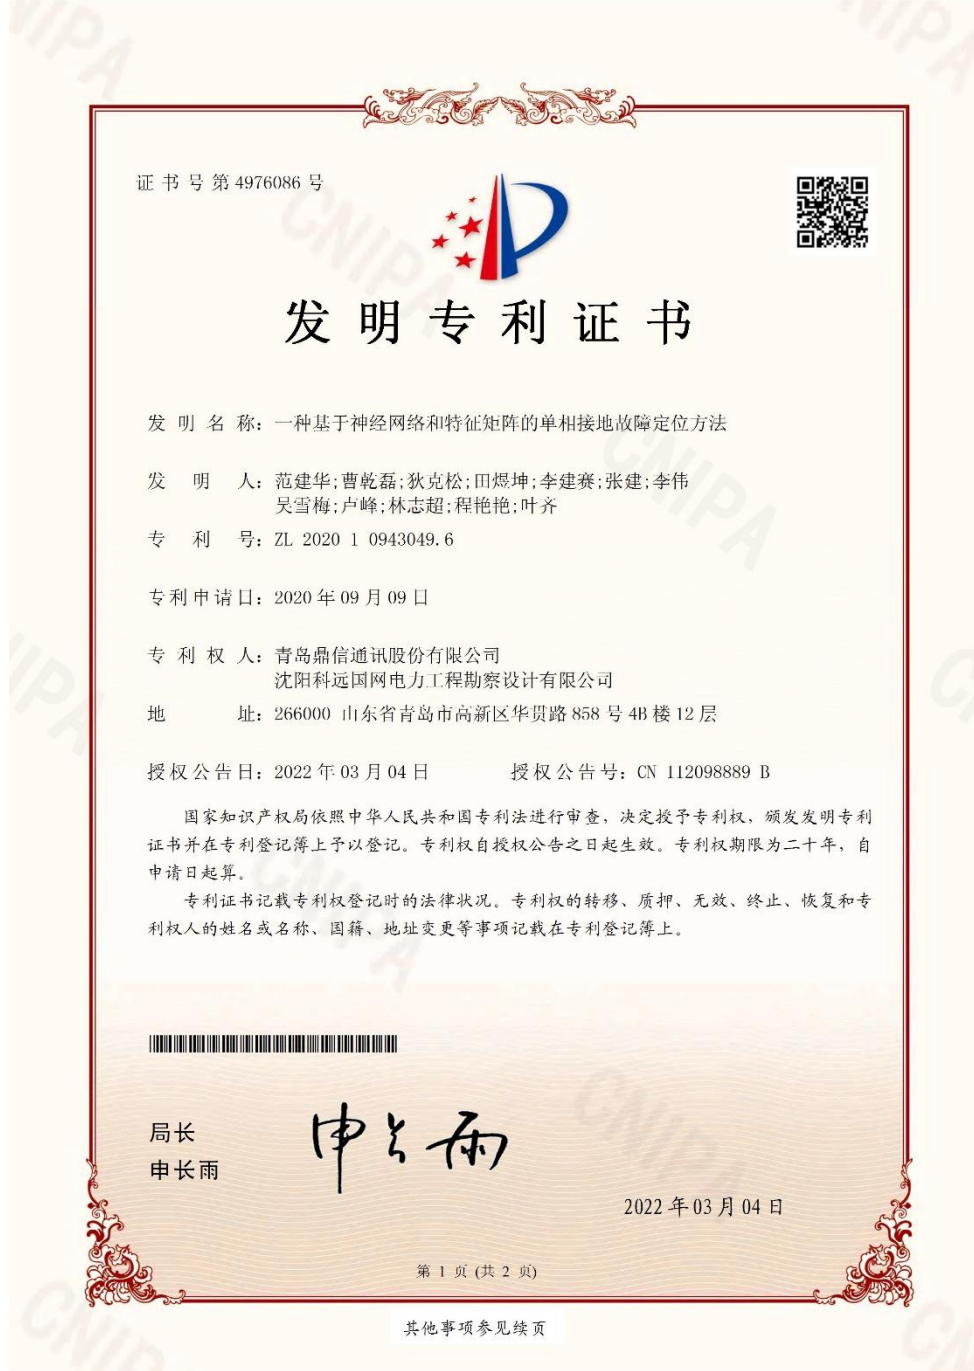 证书号第4976086号
发明专利证书
发明名称：一种基于神经网络和特征矩阵的单相接地故障定位方法
发明人：范建华;曹乾磊;狄克松;田煜坤;李建赛;张建;李伟
吴雪梅;卢峰;林志超;程艳艳;叶齐
专利号：ZL 2020 1 0943049.6
专利申请日：2020年09月09日
专利权人：青岛鼎信通讯股份有限公司
沈阳科远国网电力工程勘察设计有限公司
地址：266000 山东省青岛市高新区华贯路858号4B楼12层
授权公告日：2022年03月04日 授权公告号：CN 112098889 B
国家知识产权局依照中华人民共和国专利法进行审查，决定授予专利权，颁发发明专利
证书并在专利登记簿上予以登记。专利权自授权公告之日起生效。专利权期限为二十年，自
申请日起算。
专利证书记载专利权登记时的法律状况。专利权的转移、质押、无效、终止、恢复和专
利权人的姓名或名称、国籍、地址变更等事项记载在专利登记簿上。
局长
申长雨
申长雨
2022年03月04日
第 1 页 (共 2 页)
其他事项参见续页
CNIPA
CNIPA
CNIPA
CNIPA
CNIPA